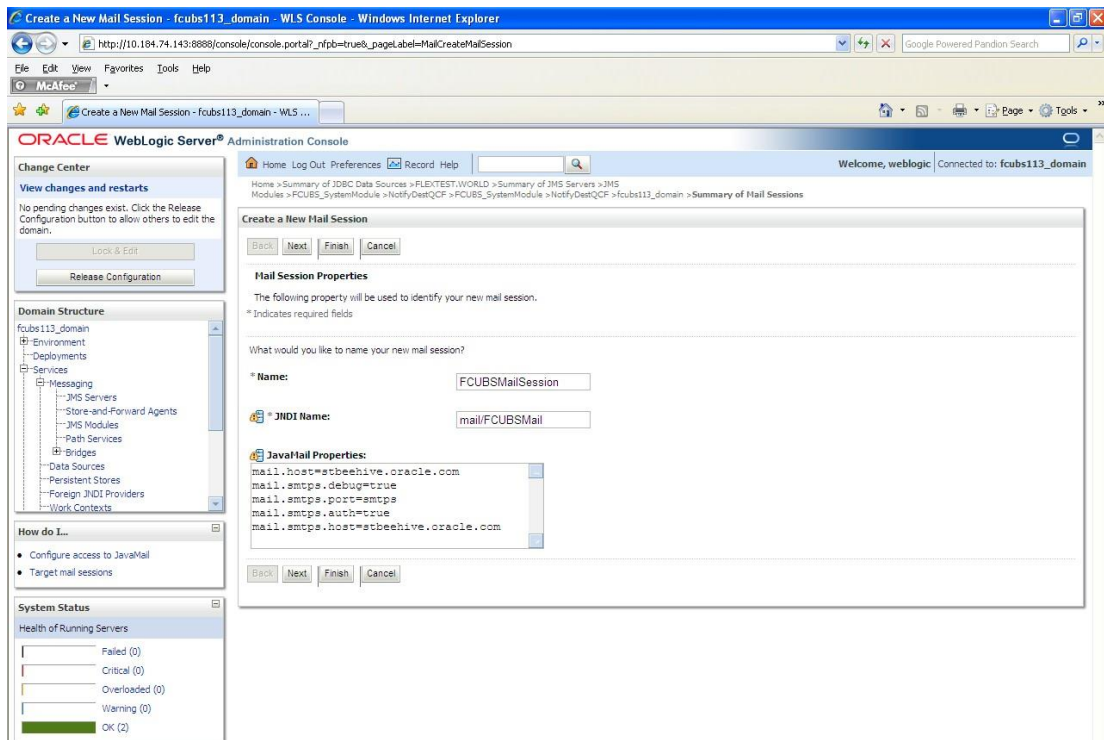 Create a New Mail Session - fcubs113_domain - WLS Console - Windows Internet Explorer
http://10.184.74.143:8888/console/console.portal?_nfpb=true&_pageLabel=MailCreateMailSession
Google Powered Pandion Search
File Edit View Favorites Tools Help
McAfee
Create a New Mail Session - fcubs113_domain - WLS ...
Page Tools
ORACLE WebLogic Server® Administration Console
Change Center
View changes and restarts
No pending changes exist. Click the Release
Configuration button to allow others to edit the
domain.
Lock & Edit
Release Configuration
Domain Structure
fcubs113_domain
Environment
Deployments
Services
Messaging
JMS Servers
Store-and-Forward Agents
JMS Modules
Path Services
Bridges
Data Sources
Persistent Stores
Foreign JNDI Providers
Work Contexts
How do I...
Configure access to JavaMail
Target mail sessions
System Status
Health of Running Servers
Failed (0)
Critical (0)
Overloaded (0)
Warning (0)
OK (2)
Home Log Out Preferences Record Help
Welcome, weblogic Connected to: fcubs113_domain
Home >Summary of JDBC Data Sources >FLEXTEST.WORLD >Summary of JMS Servers >JMS
Modules >FCUBS_SystemModule >NotifyDestQCF >FCUBS_SystemModule >NotifyDestQCF >fcubs113_domain >Summary of Mail Sessions
Create a New Mail Session
Back Next Finish Cancel
Mail Session Properties
The following property will be used to identify your new mail session.
* Indicates required fields
What would you like to name your new mail session?
* Name: FCUBSMailSession
* JNDI Name: mail/FCUBSMail
JavaMail Properties:
mail.host=stbeehive.oracle.com
mail.smtps.debug=true
mail.smtps.port=smtps
mail.smtps.auth=true
mail.smtps.host=stbeehive.oracle.com
Back Next Finish Cancel